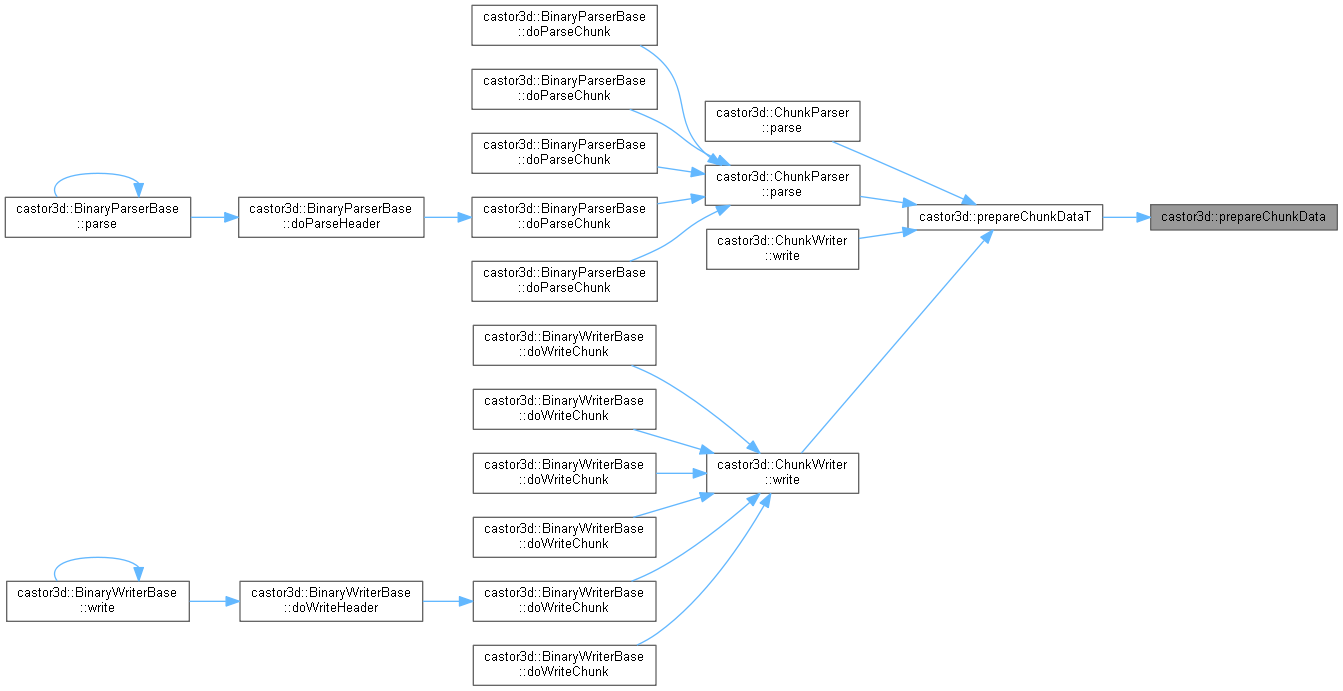 castor3d::BinaryParserBase
::doParseChunk
castor3d::BinaryParserBase
::doParseChunk
castor3d::ChunkParser
::parse
castor3d::BinaryParserBase
::doParseChunk
castor3d::ChunkParser
::parse
castor3d::BinaryParserBase
::parse
castor3d::BinaryParserBase
::doParseHeader
castor3d::BinaryParserBase
::doParseChunk
castor3d::prepareChunkDataT
castor3d::prepareChunkData
castor3d::ChunkWriter
::write
castor3d::BinaryParserBase
::doParseChunk
castor3d::BinaryWriterBase
::doWriteChunk
castor3d::BinaryWriterBase
::doWriteChunk
castor3d::BinaryWriterBase
::doWriteChunk
castor3d::ChunkWriter
::write
castor3d::BinaryWriterBase
::doWriteChunk
castor3d::BinaryWriterBase
::write
castor3d::BinaryWriterBase
::doWriteHeader
castor3d::BinaryWriterBase
::doWriteChunk
castor3d::BinaryWriterBase
::doWriteChunk